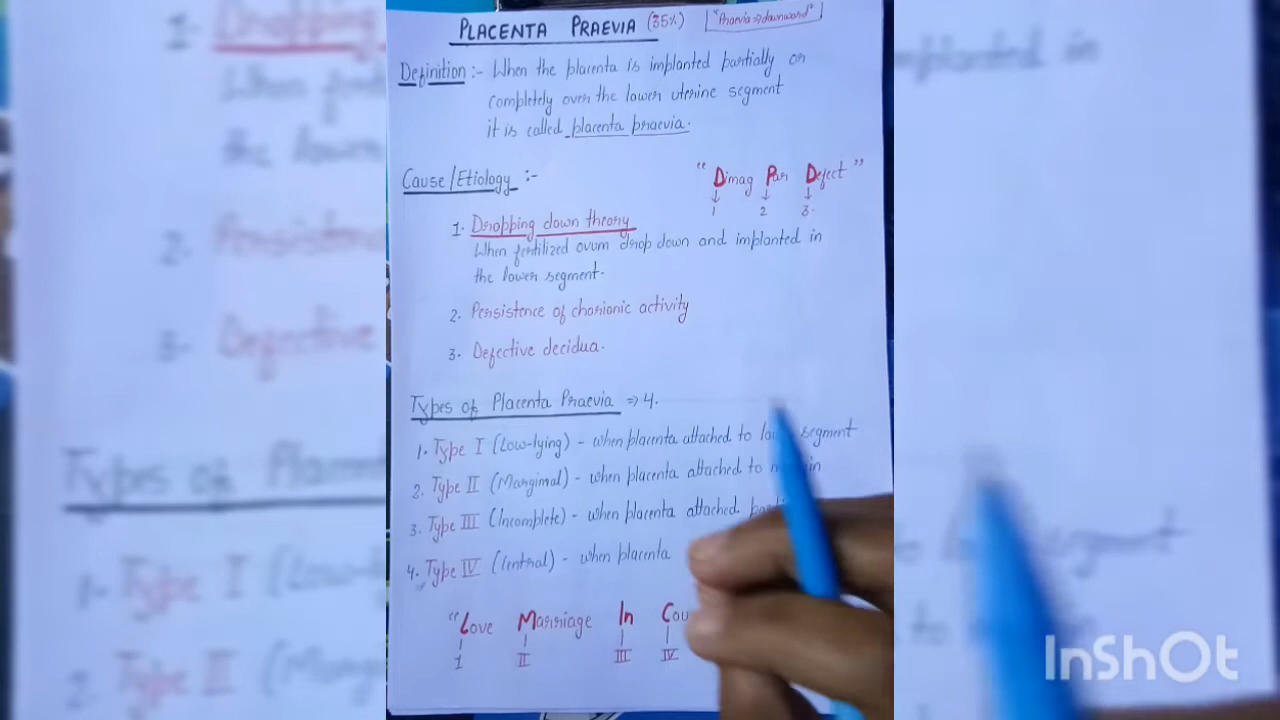 PLACENTA PRAEVIA (35%) "Praevia => downward"
Definition :- When the placenta is implanted partially or
completely over the lower uterine segment
it is called placenta praevia.
Cause/Etiology :-
"Dimag Par Defect"
1 2 3.
1. Dropping down theory
When fertilized ovum drop down and implanted in
the lower segment.
2. Persistence of chorionic activity
3. Defective decidua.
Types of Placenta Praevia => 4.
1. Type I (Low-lying) - when placenta attached to segment
2. Type II (Marginal) - when placenta attached to
3. Type III (Incomplete) - when placenta attached
4. Type IV (Central) - when placenta
"Love Marriage In
1 II III IV
InShOt